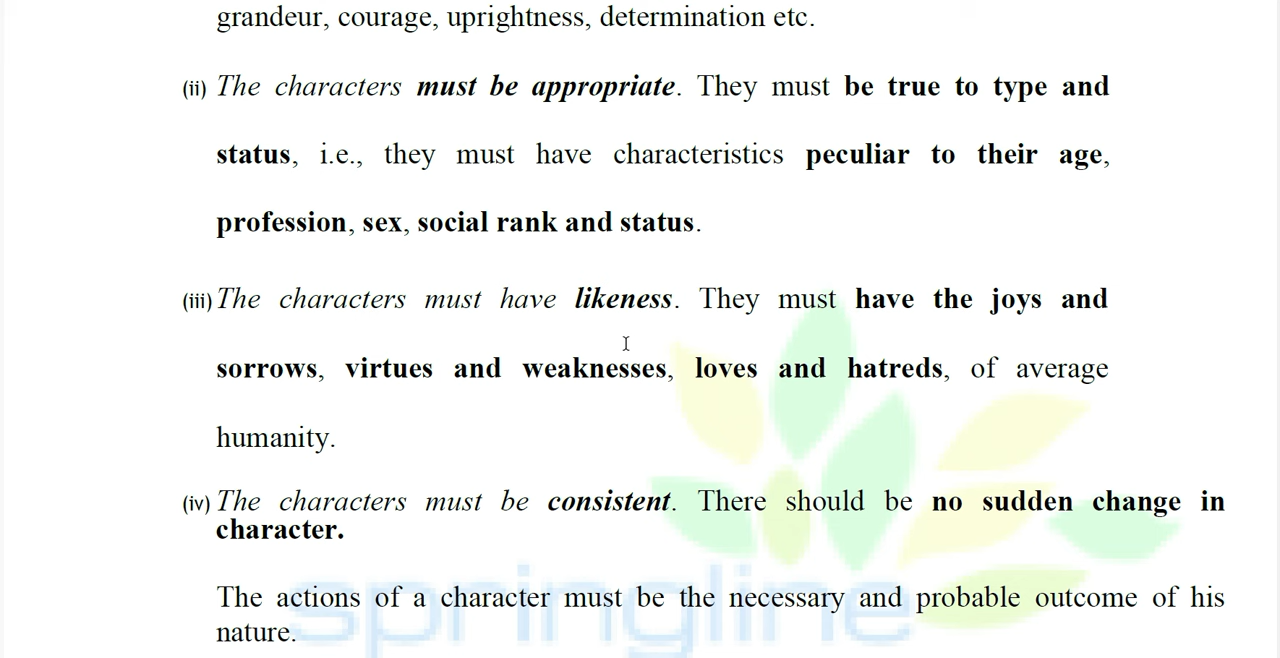 grandeur, courage, uprightness, determination etc.
(ii) The characters must be appropriate. They must be true to type and
status, i.e., they must have characteristics peculiar to their age,
profession, sex, social rank and status.
(iii) The characters must have likeness. They must have the joys and
sorrows, virtues and weaknesses, loves and hatreds, of average
humanity.
(iv) The characters must be consistent. There should be no sudden change in
character.
springline
The actions of a character must be the necessary and probable outcome of his
nature.